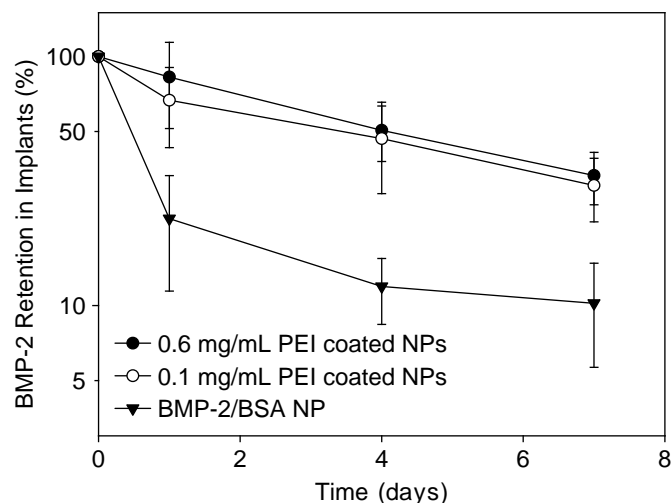 BMP-2 Retention in Implants (%)
100
50
10
5
0.6 mg/mL PEI coated NPs
0.1 mg/mL PEI coated NPs
BMP-2/BSA NP
0 2 4 6 8
Time (days)